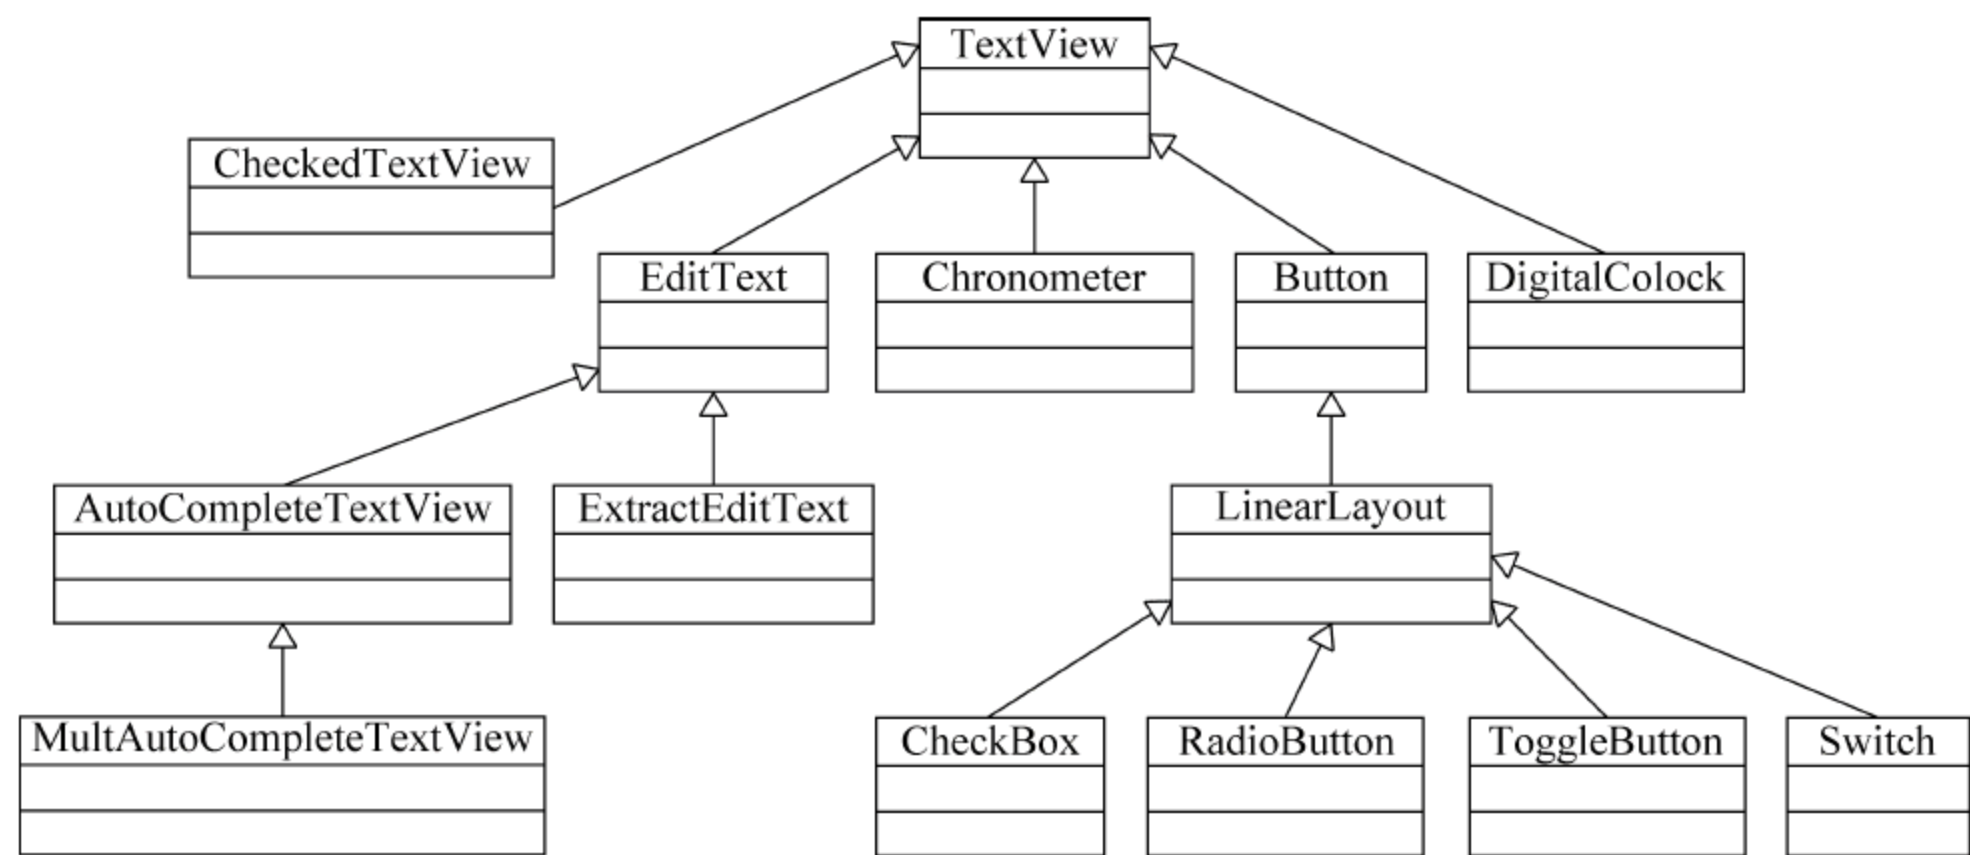 TextView
CheckedTextView
EditText
Chronometer
Button
DigitalColock
AutoCompleteTextView
ExtractEditText
LinearLayout
MultAutoCompleteTextView
CheckBox
RadioButton
ToggleButton
Switch